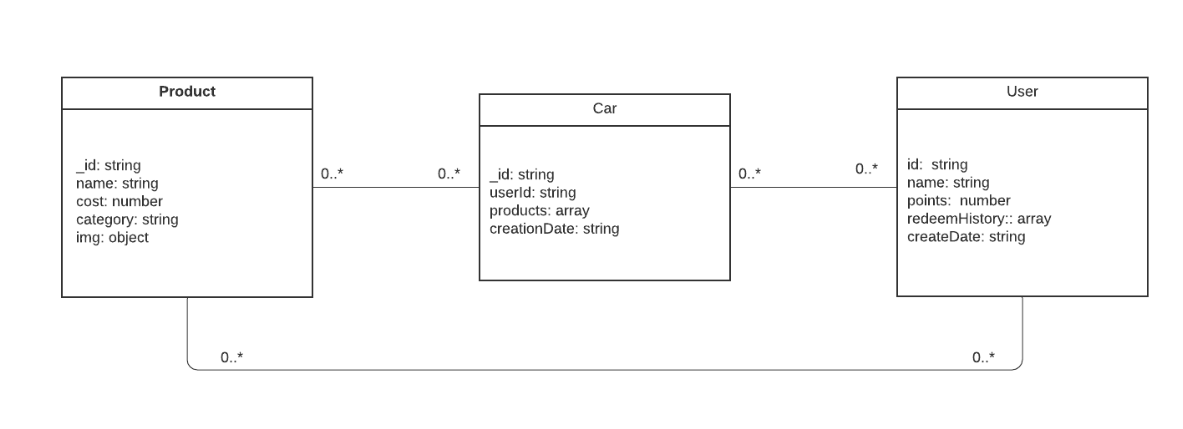 Product
_id: string
name: string
cost: number
category: string
img: object
0..*
0..*
Car
_id: string
userId: string
products: array
creationDate: string
0..*
0..*
User
id:  string
name: string
points:  number
redeemHistory:: array
createDate: string
0..*
0..*